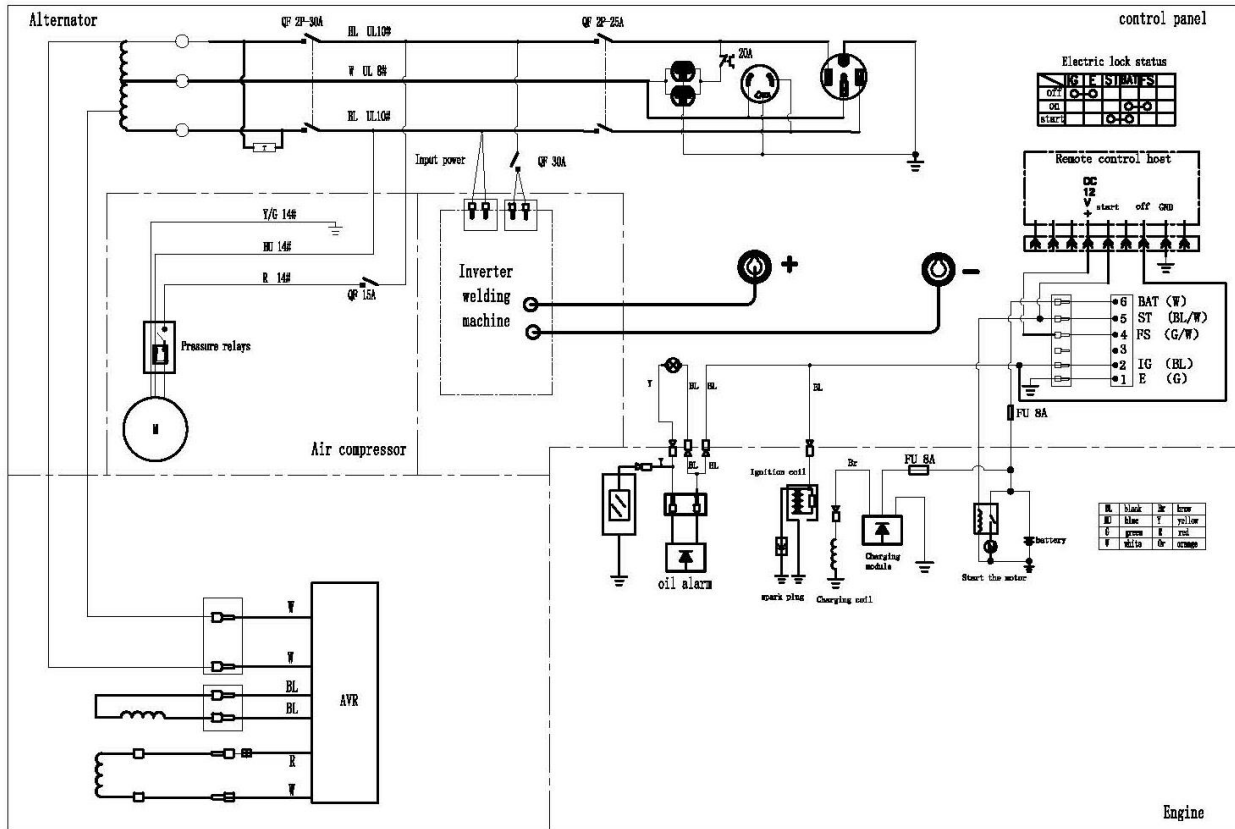 Alternator
QF 2P-30A
BL UL10#
QF 2P-25A
control panel
W UL 8#
20A
BL UL10#
Electric lock status
IG E ST BAT FS
off
on
start
Input power
QF 30A
Remote control host
DC 12 V +
start
off
GND
Y/G 14#
BU 14#
R 14#
QF 15A
Inverter welding machine
+
-
Pressure relays
M
Air compressor
6 BAT (W)
5 ST (BL/W)
4 FS (G/W)
3
2 IG (BL)
1 E (G)
FU 8A
Y
BL
BL
BL
Y
BL
BL
Ignition coil
Br
FU 8A
oil alarm
spark plug
Charging coil
Charging module
Start the motor
battery
BL black Br brow
BU blue Y yellow
G green R red
W white Or orange
W
W
BL
BL
AVR
R
W
Engine